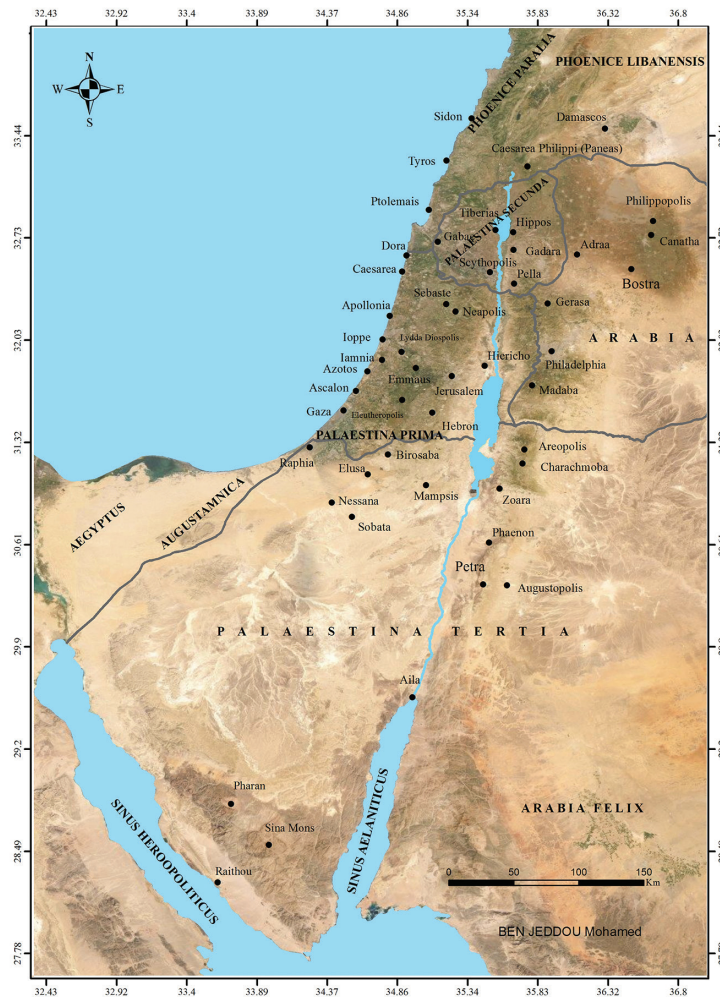 32.43 32.92 33.4 33.89 34.37 34.86 35.34 35.83 36.32 36.8
N
W E
S
PHOENICE PARALIA
PHOENICE LIBANENSIS
Sidon
Damascos
33.44
Caesarea Philippi (Paneas)
Tyros
PALAESTINA SECUNDA
Ptolemais
Tiberias
Philippopolis
Hippos
32.73
Canatha
Dora
Gadara
Adraa
Scythopolis
Caesarea
Pella
Bostra
Sebaste
Gerasa
Apollonia
Neapolis
Ioppe
Lydda Diospolis
32.03
ARABIA
Iamnia
Hiericho
Philadelphia
Azotos
Emmaus
Ascalon
Jerusalem
Madaba
Gaza
Eleutheropolis
Hebron
PALAESTINA PRIMA
31.32
Raphia
Birosaba
Areopolis
Elusa
Charachmoba
Mampsis
Zoara
Nessana
Sobata
AEGYPTUS
AUGUSTAMNICA
Phaenon
30.61
Petra
Augustopolis
PALAESTINA TERTIA
29.9
Aila
29.2
Pharan
SINUS HEROOPOLITICUS
SINUS AELANITICUS
ARABIA FELIX
Sina Mons
28.49
Raithou
0 50 100 150
Km
BEN JEDDOU Mohamed
27.78
32.43 32.92 33.4 33.89 34.37 34.86 35.34 35.83 36.32 36.8